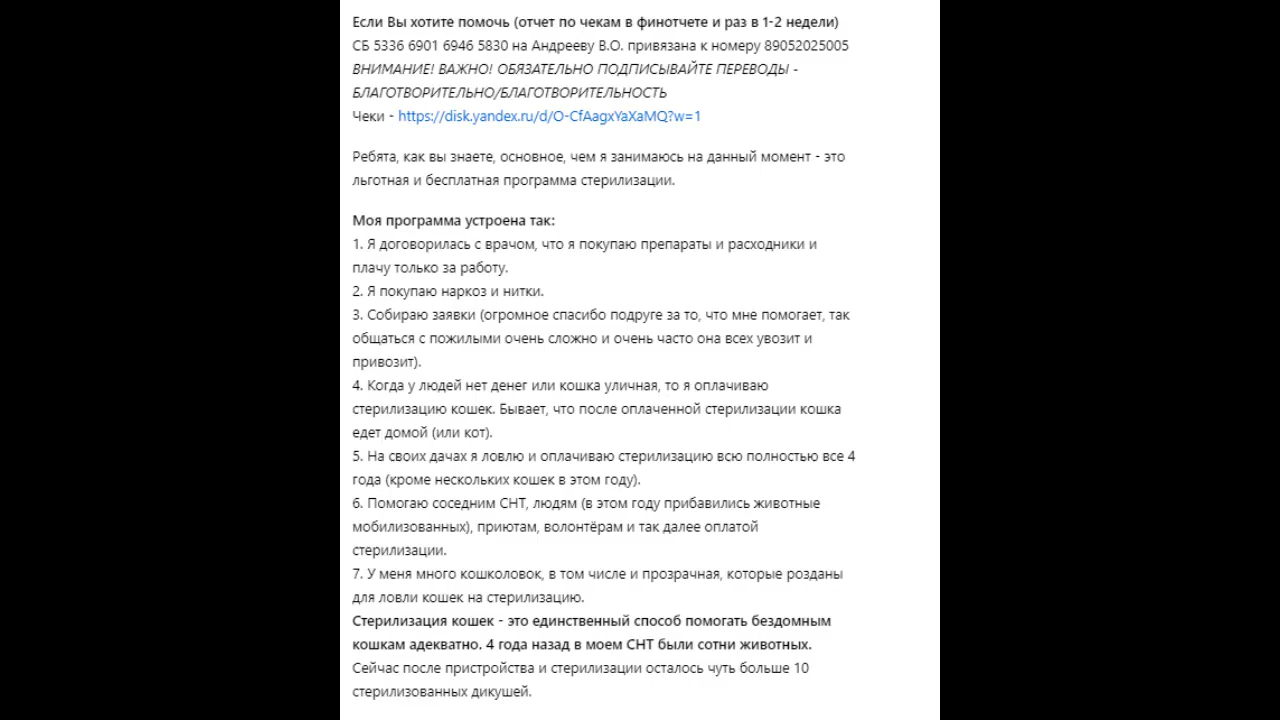 Если Вы хотите помочь (отчет по чекам в финотчете и раз в 1-2 недели)
СБ 5336 6901 6946 5830 на Андрееву В.О. привязана к номеру 89052025005
ВНИМАНИЕ! ВАЖНО! ОБЯЗАТЕЛЬНО ПОДПИСЫВАЙТЕ ПЕРЕВОДЫ -
БЛАГОТВОРИТЕЛЬНО/БЛАГОТВОРИТЕЛЬНОСТЬ
Чеки - https://disk.yandex.ru/d/O-CfAagxYaXaMQ?w=1
Ребята, как вы знаете, основное, чем я занимаюсь на данный момент - это
льготная и бесплатная программа стерилизации.
Моя программа устроена так:
1. Я договорилась с врачом, что я покупаю препараты и расходники и
плачу только за работу.
2. Я покупаю наркоз и нитки.
3. Собираю заявки (огромное спасибо подруге за то, что мне помогает, так
общаться с пожилыми очень сложно и очень часто она всех увозит и
привозит).
4. Когда у людей нет денег или кошка уличная, то я оплачиваю
стерилизацию кошек. Бывает, что после оплаченной стерилизации кошка
едет домой (или кот).
5. На своих дачах я ловлю и оплачиваю стерилизацию всю полностью все 4
года (кроме нескольких кошек в этом году).
6. Помогаю соседним СНТ, людям (в этом году прибавились животные
мобилизованных), приютам, волонтёрам и так далее оплатой
стерилизации.
7. У меня много кошколовок, в том числе и прозрачная, которые розданы
для ловли кошек на стерилизацию.
Стерилизация кошек - это единственный способ помогать бездомным
кошкам адекватно. 4 года назад в моем СНТ были сотни животных.
Сейчас после пристройства и стерилизации осталось чуть больше 10
стерилизованных дикушей.